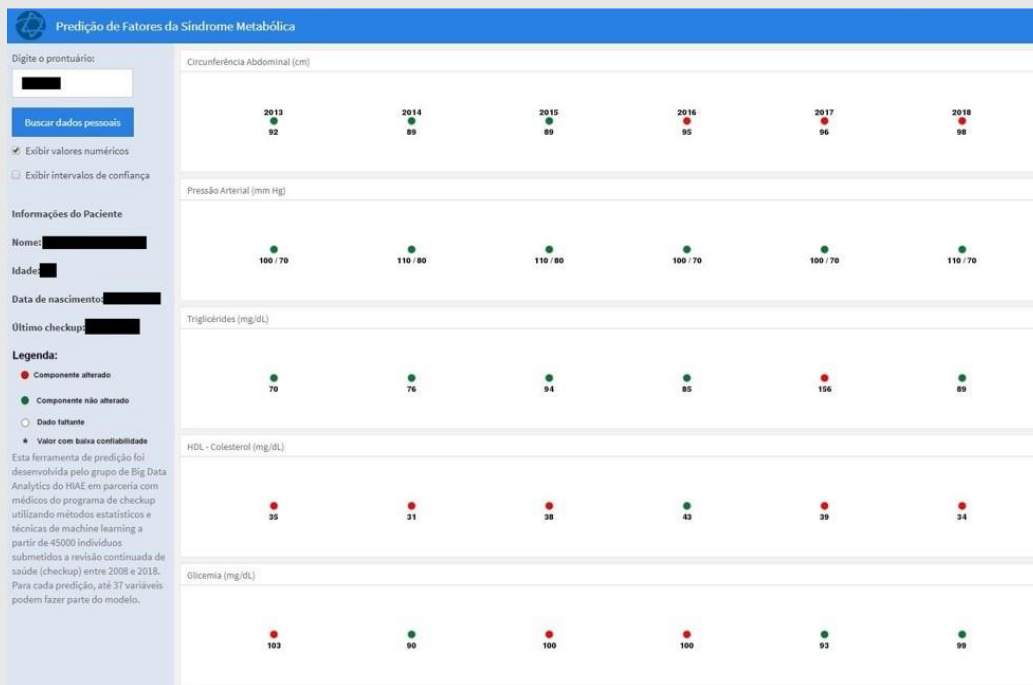 Predição de Fatores da Síndrome Metabólica
Digite o prontuário:
Buscar dados pessoais
Exibir valores numéricos
Exibir intervalos de confiança
Informações do Paciente
Nome:
Idade:
Data de nascimento:
Último checkup:
Legenda:
Componente alterado
Componente não alterado
Dado faltante
* Valor com baixa confiabilidade
Esta ferramenta de predição foi
desenvolvida pelo grupo de Big Data
Analytics do HIAE em parceria com
médicos do programa de checkup
utilizando métodos estatísticos e
técnicas de machine learning a
partir de 45000 indivíduos
submetidos a revisão continuada de
saúde (checkup) entre 2008 e 2018.
Para cada predição, até 37 variáveis
podem fazer parte do modelo.
Circunferência Abdominal (cm)
2013 2014 2015 2016 2017 2018
92 89 89 95 96 98
Pressão Arterial (mm Hg)
100 / 70 110 / 80 110 / 80 100 / 70 100 / 70 110 / 70
Triglicérides (mg/dL)
70 76 94 85 156 89
HDL - Colesterol (mg/dL)
35 31 38 43 39 34
Glicemia (mg/dL)
103 90 100 100 93 99